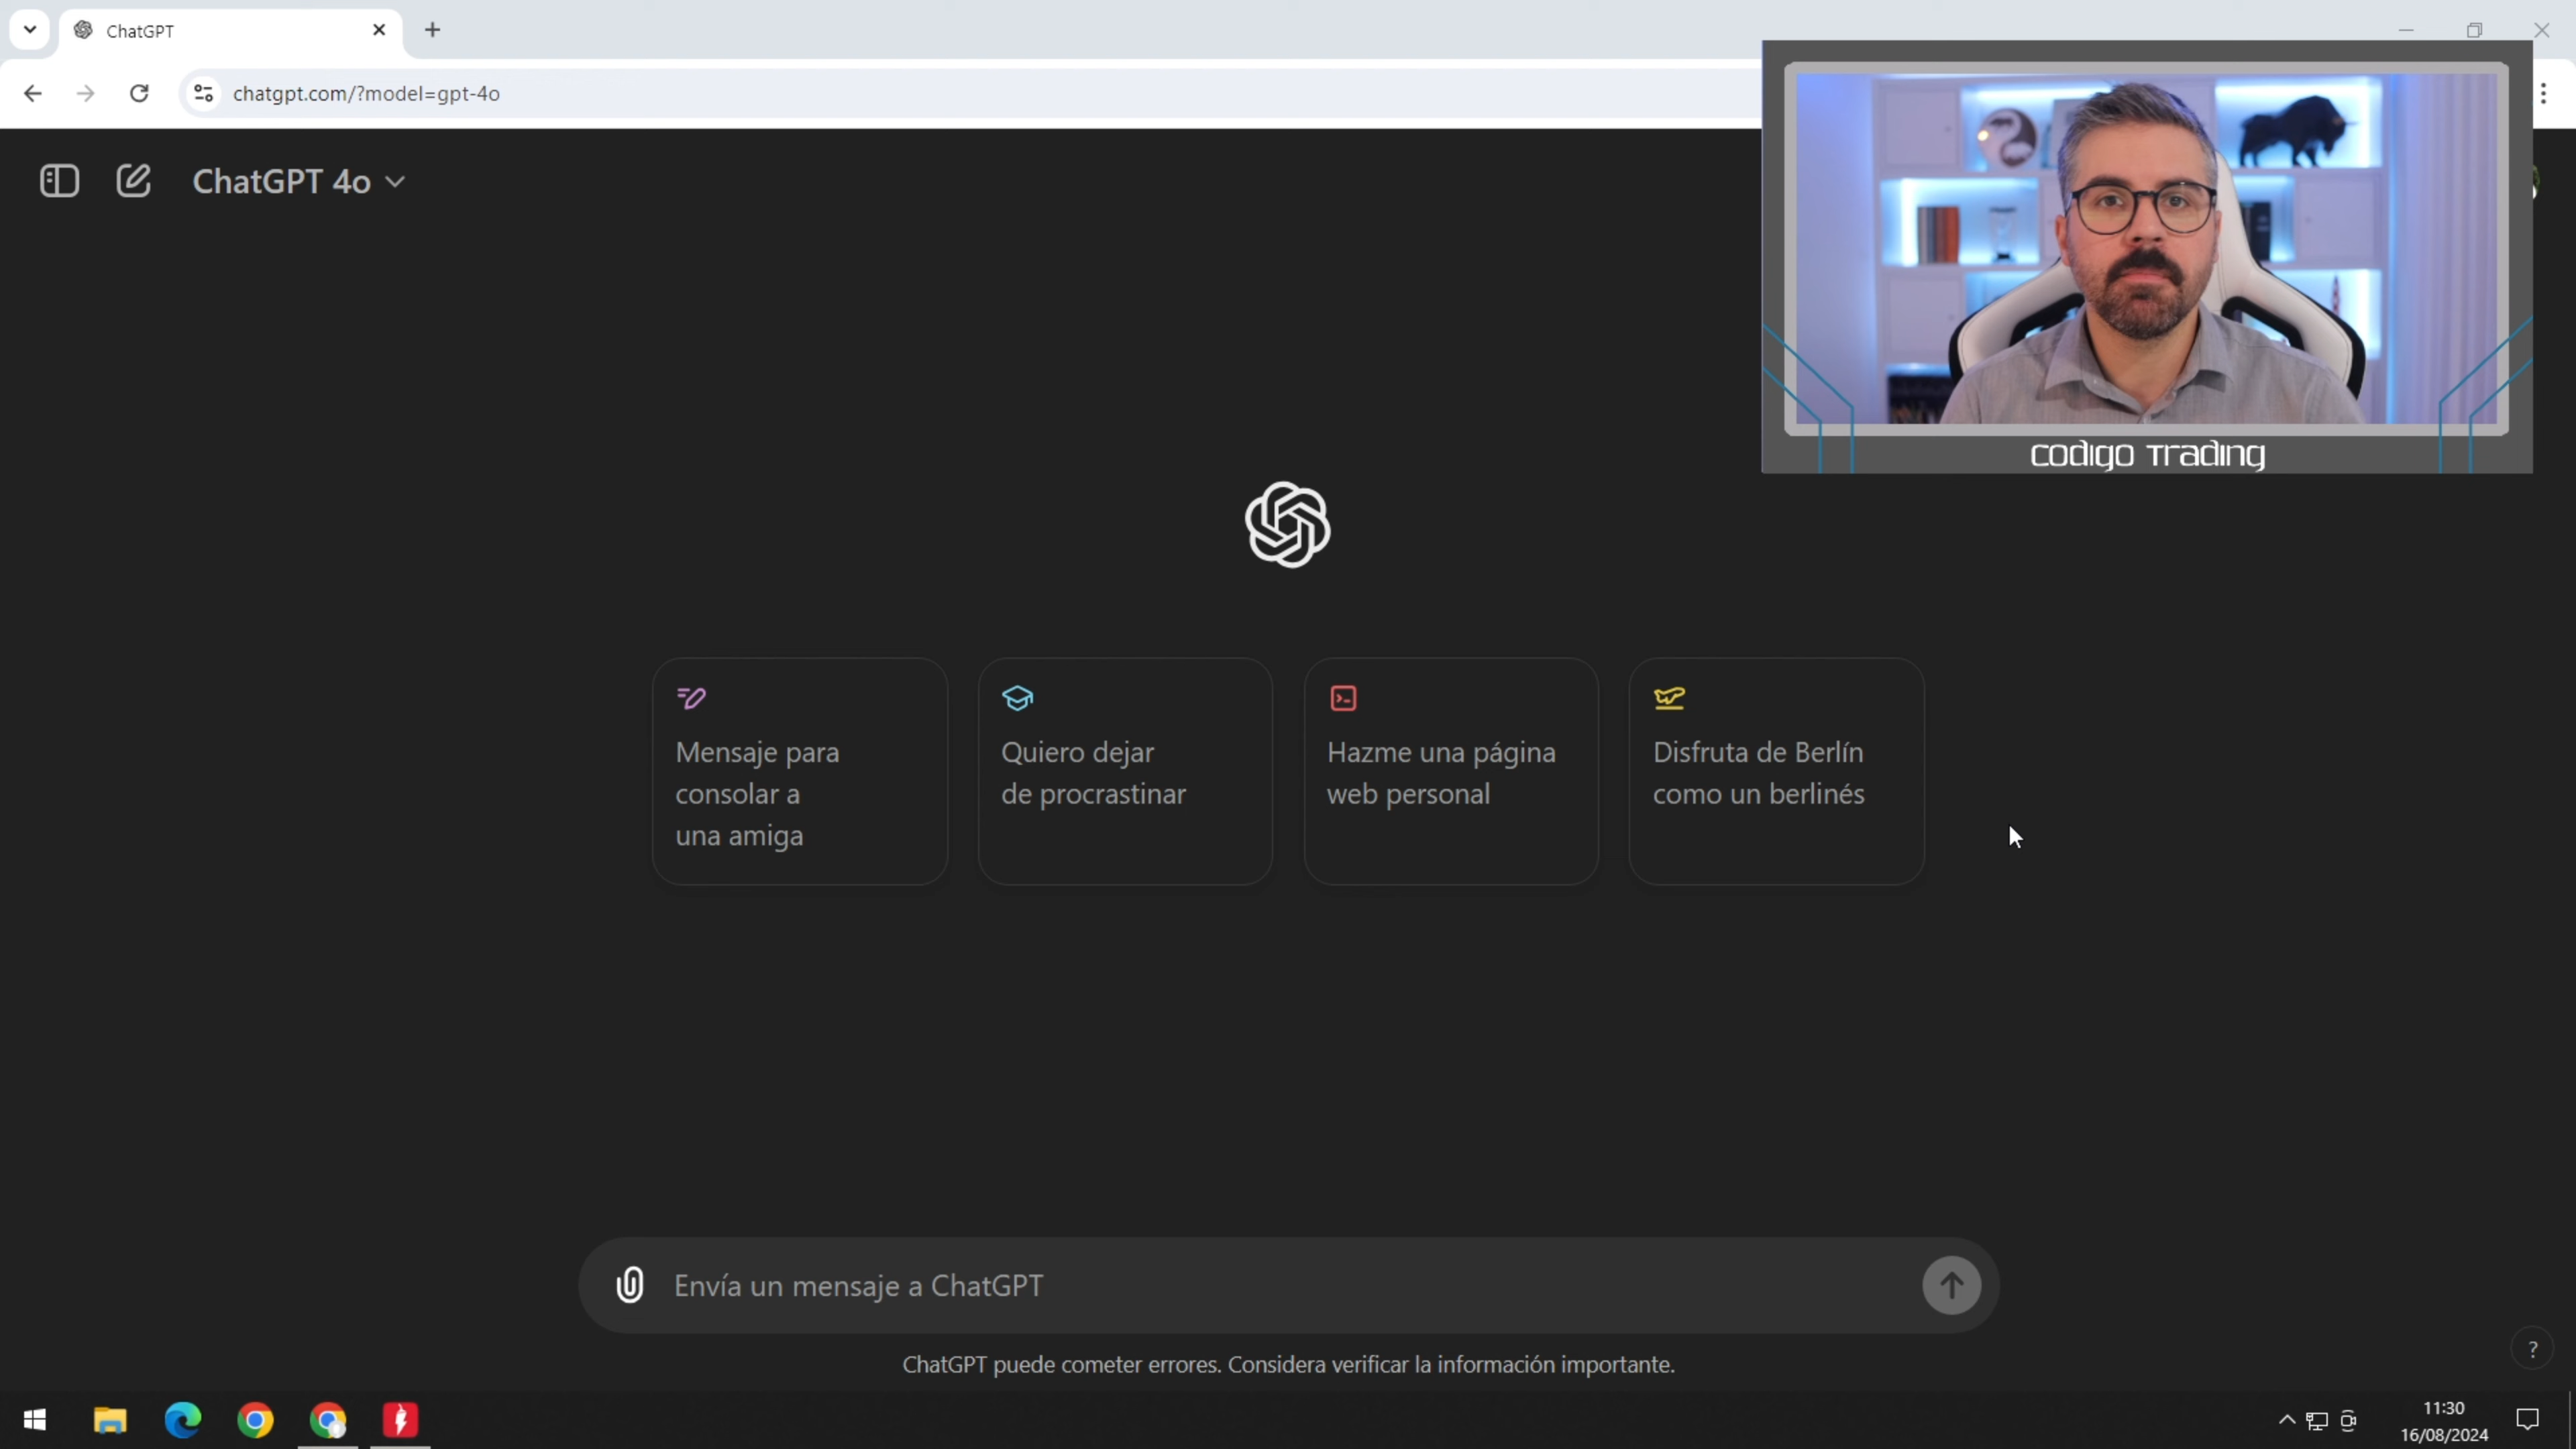 ChatGPT
chatgpt.com/?model=gpt-4o
ChatGPT 4o
codigo Trading
Mensaje para
consolar a
una amiga
Quiero dejar
de procrastinar
Hazme una página
web personal
Disfruta de Berlín
como un berlinés
Envía un mensaje a ChatGPT
ChatGPT puede cometer errores. Considera verificar la información importante.
?
11:30
16/08/2024